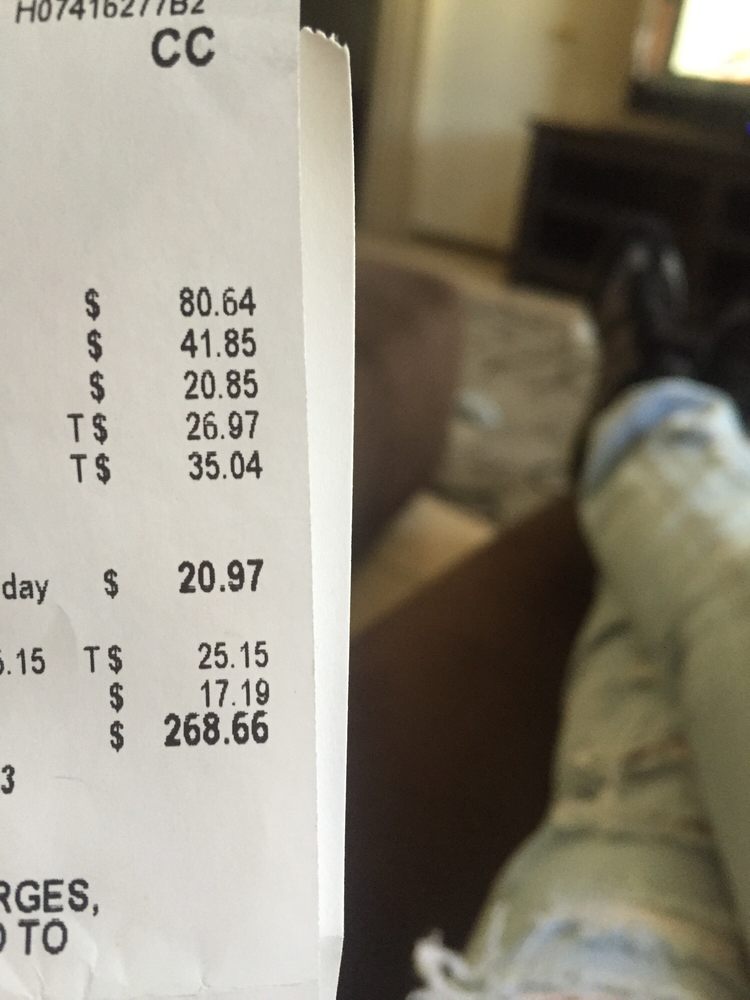 H07416277B2
CC
$ 80.64
$ 41.85
$ 20.85
T $ 26.97
T $ 35.04
day $ 20.97
5.15 T $ 25.15
$ 17.19
$ 268.66
3
RGES,
TO